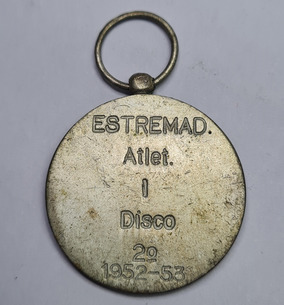 ESTREMAD.
Atlet.
I
Disco
2º
1952-53